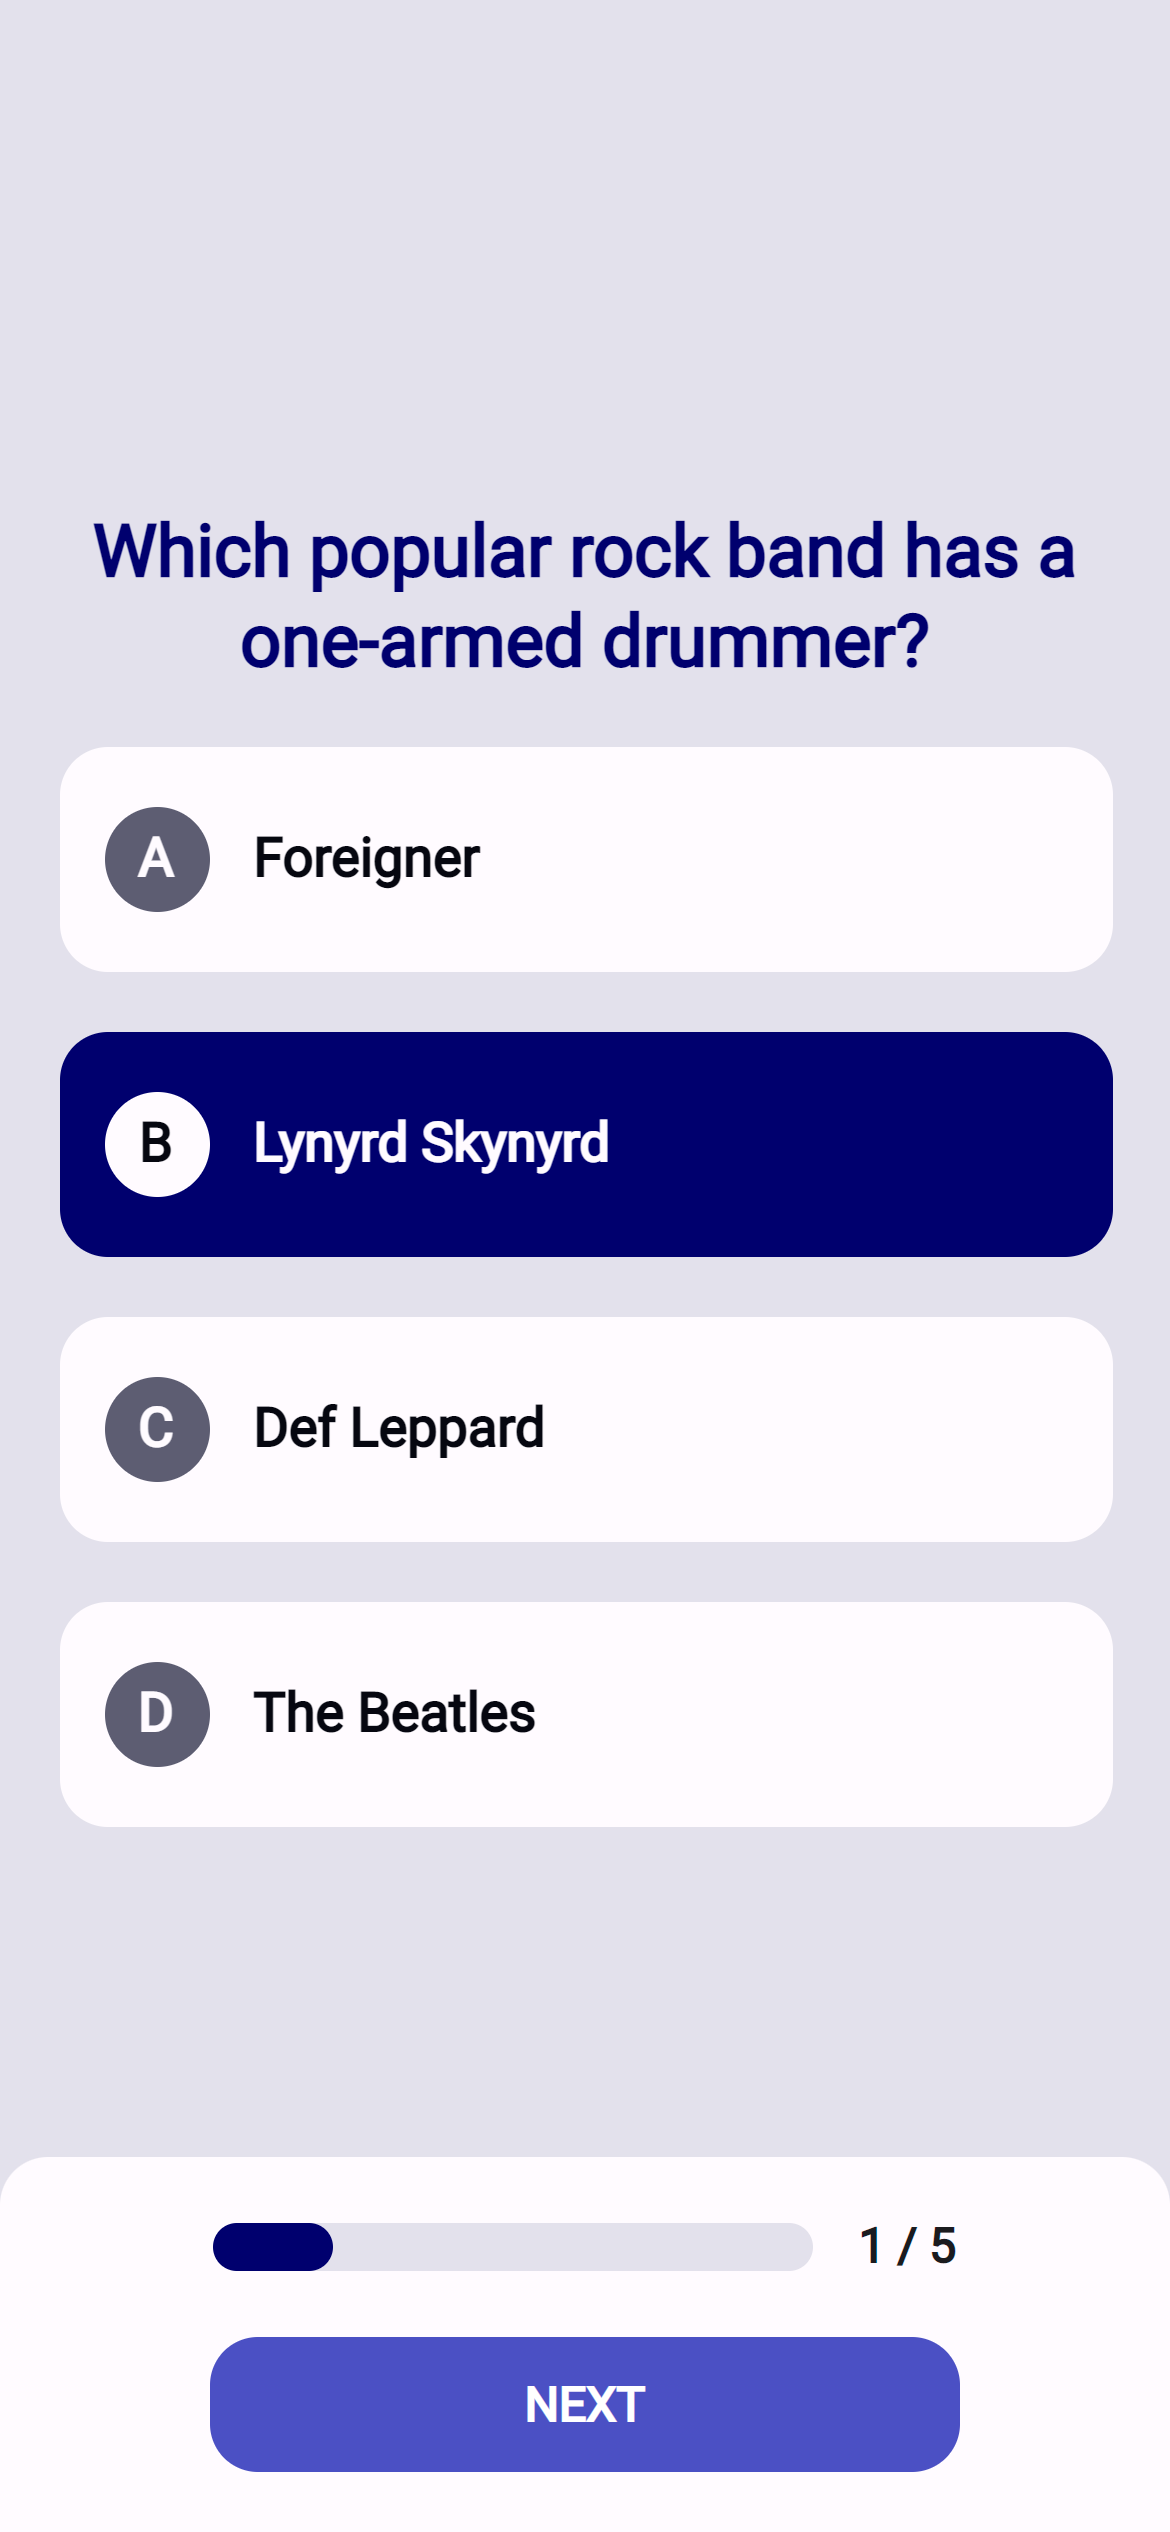 Which popular rock band has a
one-armed drummer?
A Foreigner
B Lynyrd Skynyrd
C Def Leppard
D The Beatles
1 / 5
NEXT